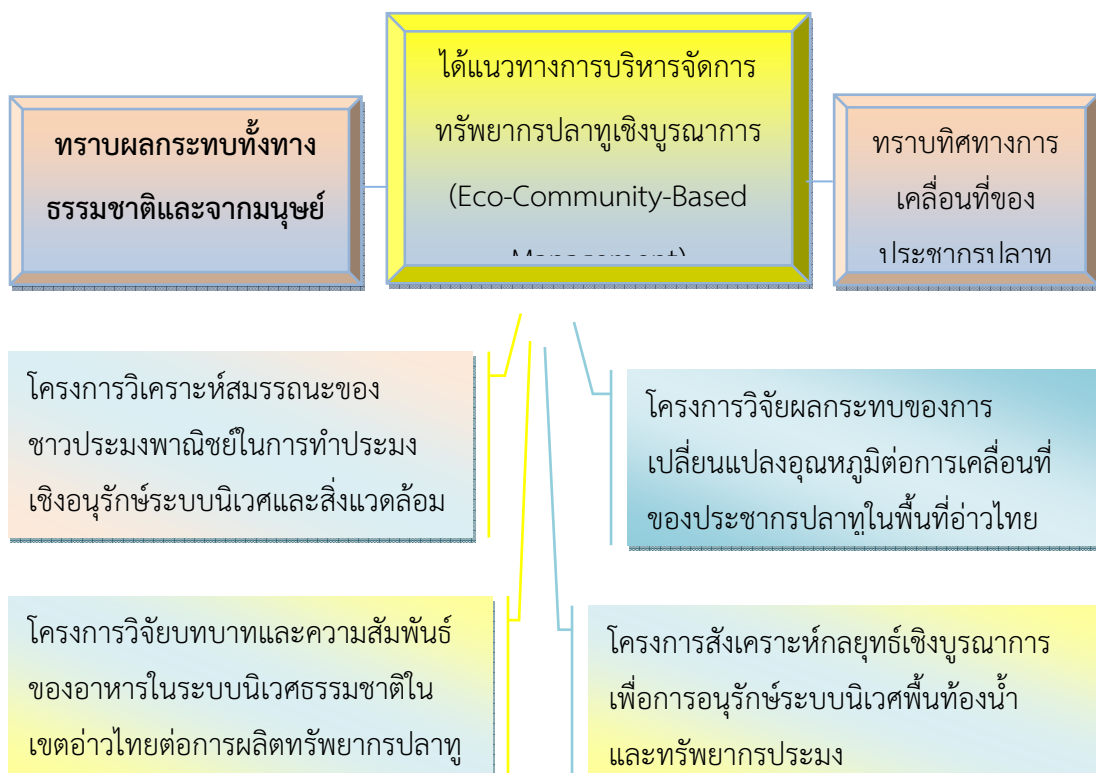 ทราบผลกระทบทั้งทาง
ธรรมชาติและจากมนุษย์
ได้แนวทางการบริหารจัดการ
ทรัพยากรปลาทูเชิงบูรณาการ
(Eco-Community-Based
Management)
ทราบทิศทางการ
เคลื่อนที่ของ
ประชากรปลาท
โครงการวิเคราะห์สมรรถนะของ
ชาวประมงพาณิชย์ในการทำประมง
เชิงอนุรักษ์ระบบนิเวศและสิ่งแวดล้อม
โครงการวิจัยผลกระทบของการ
เปลี่ยนแปลงอุณหภูมิต่อการเคลื่อนที่
ของประชากรปลาทูในพื้นที่อ่าวไทย
โครงการวิจัยบทบาทและความสัมพันธ์
ของอาหารในระบบนิเวศธรรมชาติใน
เขตอ่าวไทยต่อการผลิตทรัพยากรปลาทู
โครงการสังเคราะห์กลยุทธ์เชิงบูรณาการ
เพื่อการอนุรักษ์ระบบนิเวศพื้นท้องน้ำ
และทรัพยากรประมง